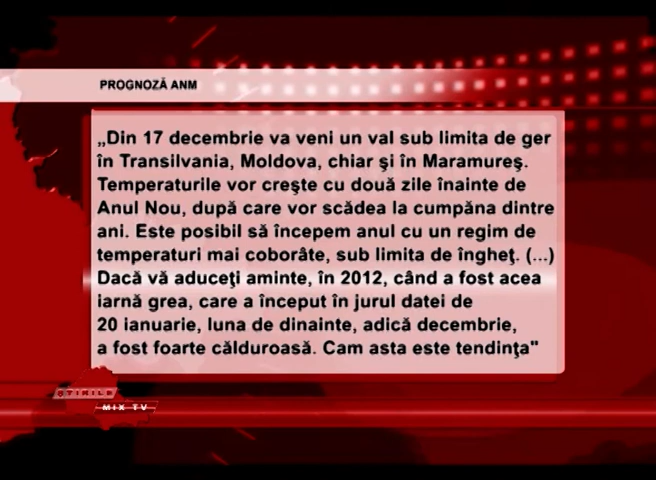 PROGNOZĂ ANM
„Din 17 decembrie va veni un val sub limita de ger
în Transilvania, Moldova, chiar şi în Maramureş.
Temperaturile vor creşte cu două zile înainte de
Anul Nou, după care vor scădea la cumpăna dintre
ani. Este posibil să începem anul cu un regim de
temperaturi mai coborâte, sub limita de îngheţ. (...)
Dacă vă aduceţi aminte, în 2012, când a fost acea
iarnă grea, care a început în jurul datei de
20 ianuarie, luna de dinainte, adică decembrie,
a fost foarte călduroasă. Cam asta este tendinţa"
ŞTIRILE
MIX TV